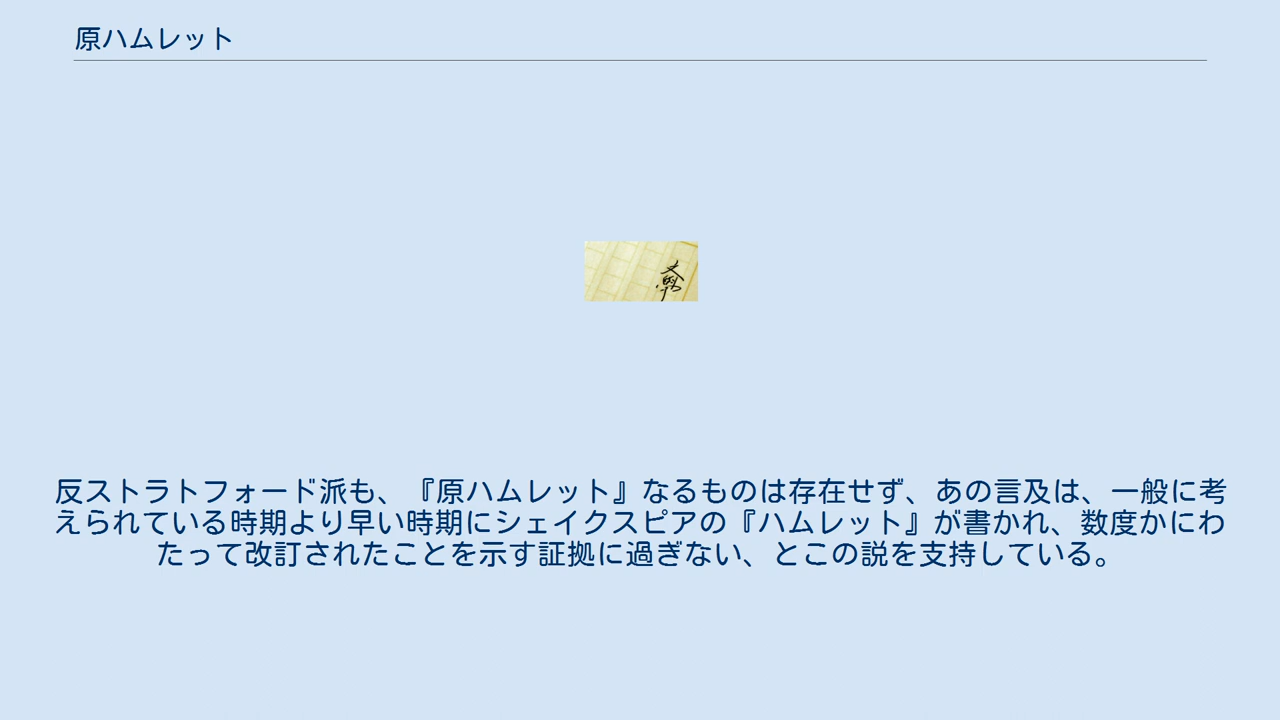 原ハムレット
反ストラトフォード派も、『原ハムレット』なるものは存在せず、あの言及は、一般に考
えられている時期より早い時期にシェイクスピアの『ハムレット』が書かれ、数度かにわ
たって改訂されたことを示す証拠に過ぎない、とこの説を支持している。